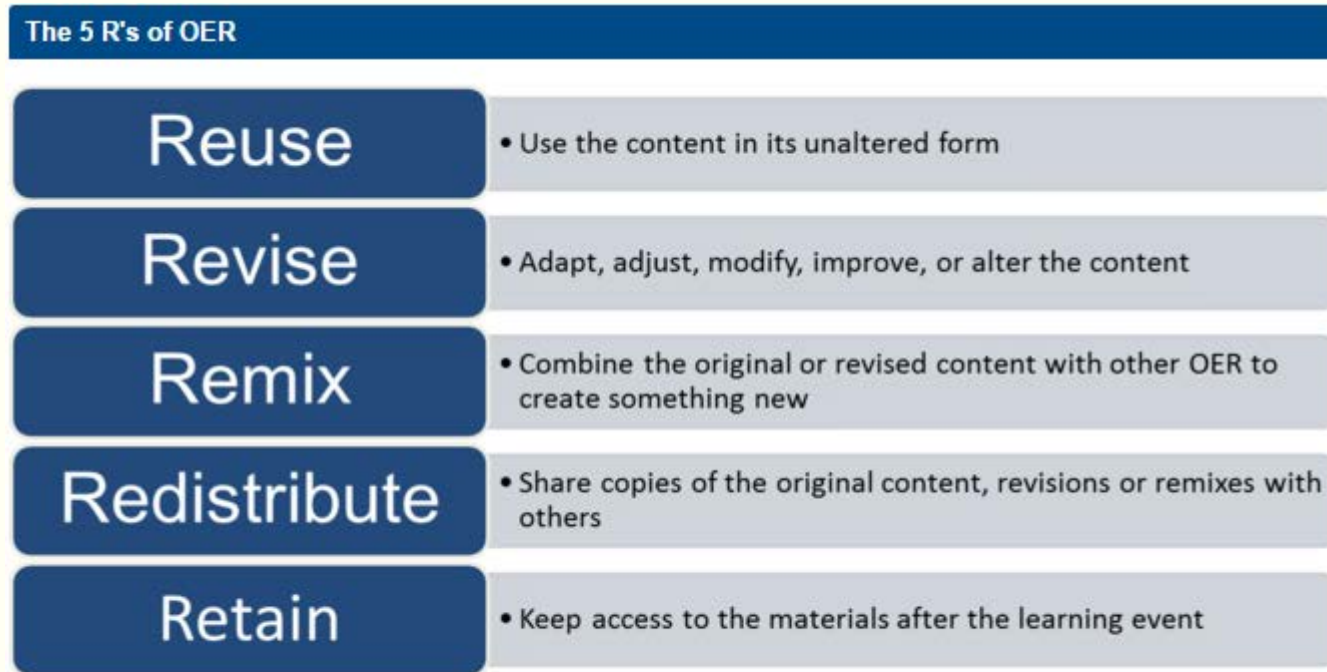 The 5 R's of OER
Reuse
• Use the content in its unaltered form
Revise
• Adapt, adjust, modify, improve, or alter the content
Remix
• Combine the original or revised content with other OER to
create something new
Redistribute
• Share copies of the original content, revisions or remixes with
others
Retain
• Keep access to the materials after the learning event